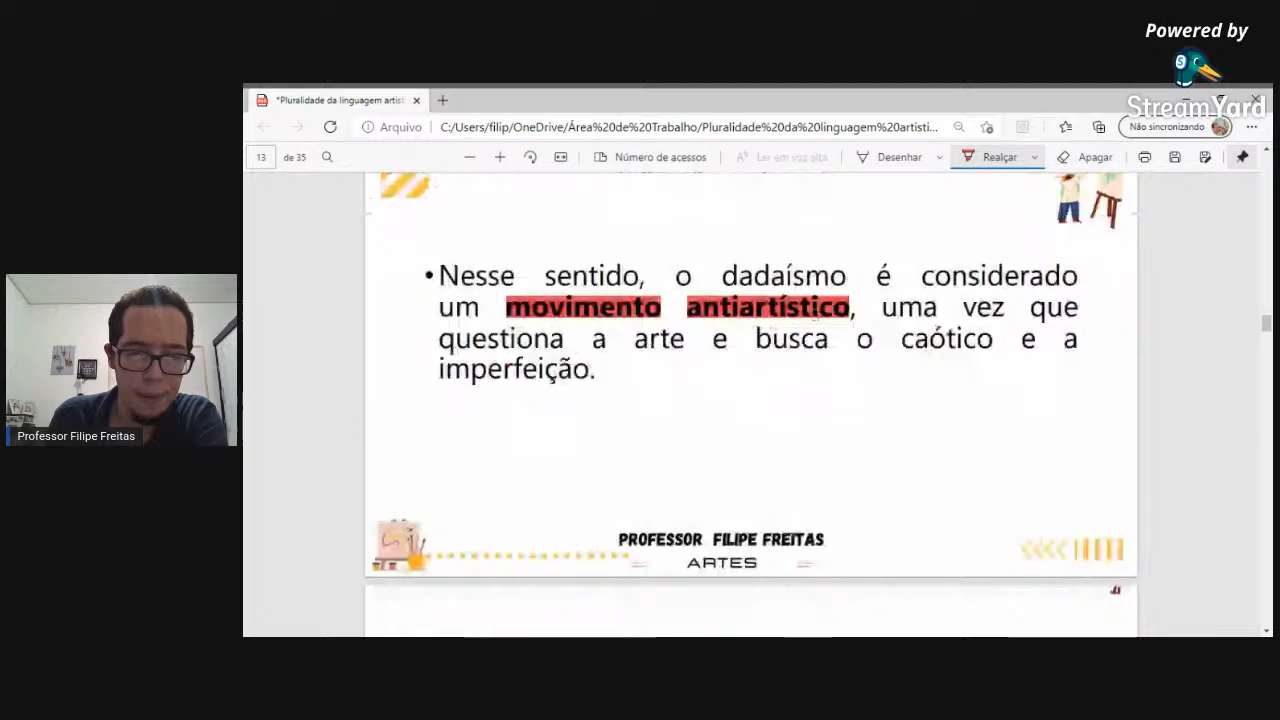 Powered by
StreamYard
*Pluralidade da linguagem artist
Arquivo C:/Users/filip/OneDrive/Área%20de%20Trabalho/Pluralidade%20da%20linguagem%20artisti...
Não sincronizando
13 de 35
Número de acessos
Ler em voz alta
Desenhar
Realçar
Apagar
•Nesse sentido, o dadaísmo é considerado
um movimento antiartístico, uma vez que
questiona a arte e busca o caótico e a
imperfeição.
PROFESSOR FILIPE FREITAS
ARTES
Professor Filipe Freitas